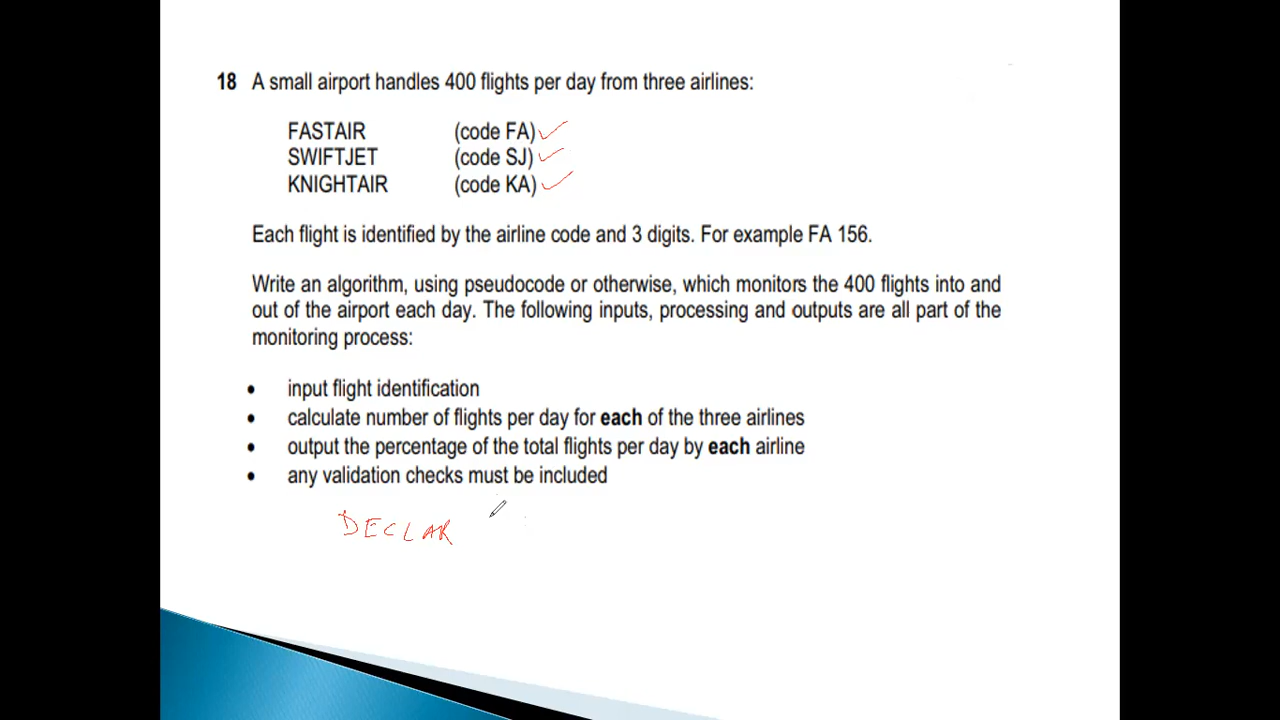 18 A small airport handles 400 flights per day from three airlines:
FASTAIR (code FA)
SWIFTJET (code SJ)
KNIGHTAIR (code KA)
Each flight is identified by the airline code and 3 digits. For example FA 156.
Write an algorithm, using pseudocode or otherwise, which monitors the 400 flights into and
out of the airport each day. The following inputs, processing and outputs are all part of the
monitoring process:
• input flight identification
• calculate number of flights per day for each of the three airlines
• output the percentage of the total flights per day by each airline
• any validation checks must be included
DECLAR